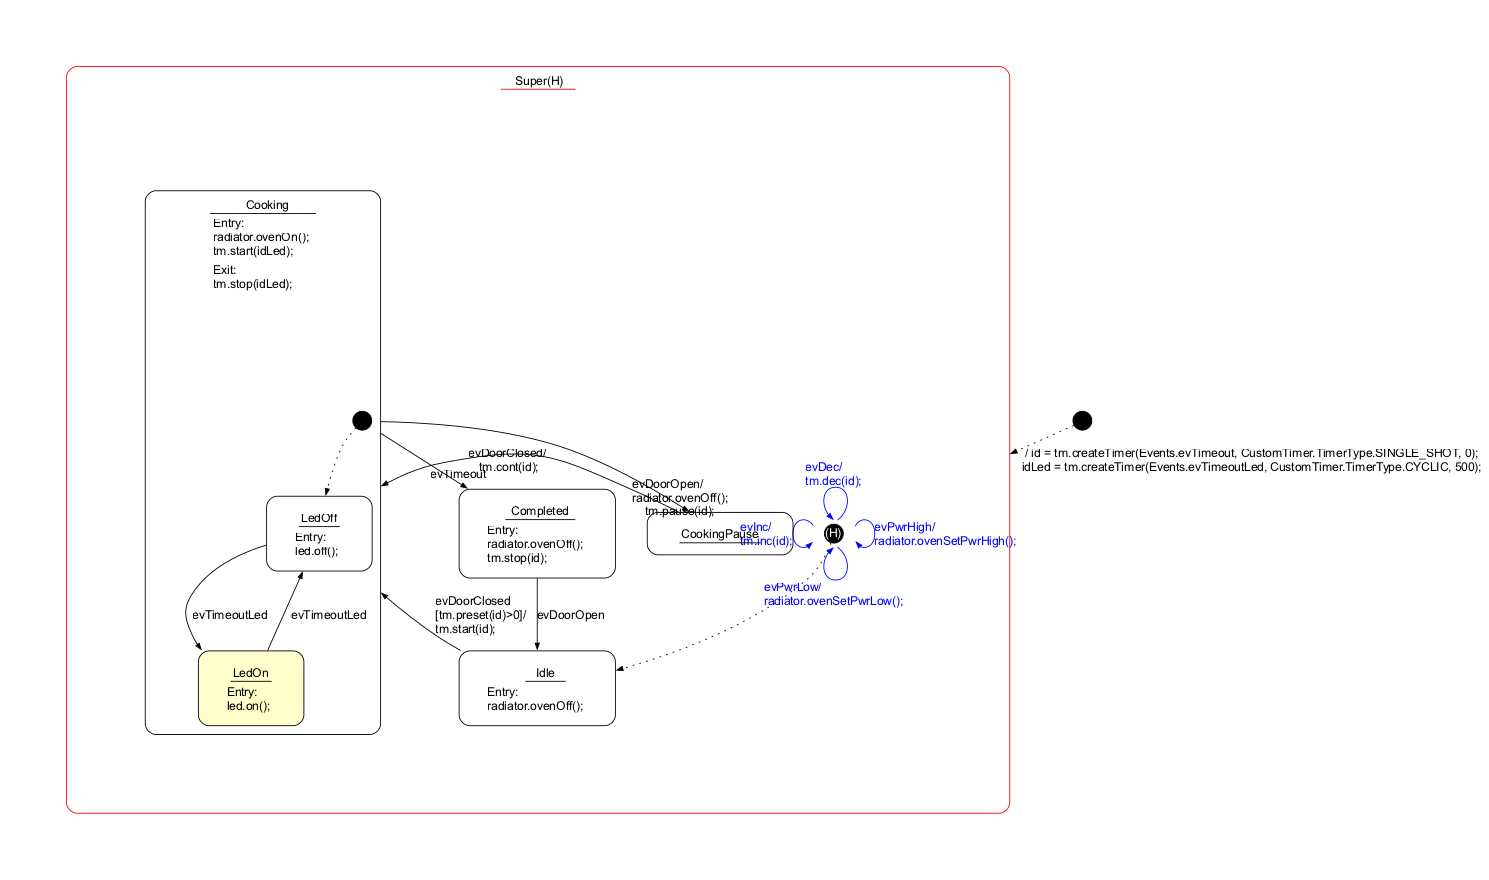 Super(H)
Cooking
Entry:
radiator.ovenOn();
tm.start(idLed);
Exit:
tm.stop(idLed);
/ id = tm.createTimer(Events.evTimeout, CustomTimer.TimerType.SINGLE_SHOT, 0);
idLed = tm.createTimer(Events.evTimeoutLed, CustomTimer.TimerType.CYCLIC, 500);
evDoorClosed/
tm.cont(id);
evTimeout
evDoorOpen/
radiator.ovenOff();
tm.pause(id);
evDec/
tm.dec(id);
LedOff
Entry:
led.off();
Completed
Entry:
radiator.ovenOff();
tm.stop(id);
CookingPause
evInc/
tm.inc(id);
(H)
evPwrHigh/
radiator.ovenSetPwrHigh();
evPwrLow/
radiator.ovenSetPwrLow();
evTimeoutLed
evTimeoutLed
evDoorClosed
[tm.preset(id)>0]/
tm.start(id);
evDoorOpen
LedOn
Entry:
led.on();
Idle
Entry:
radiator.ovenOff();